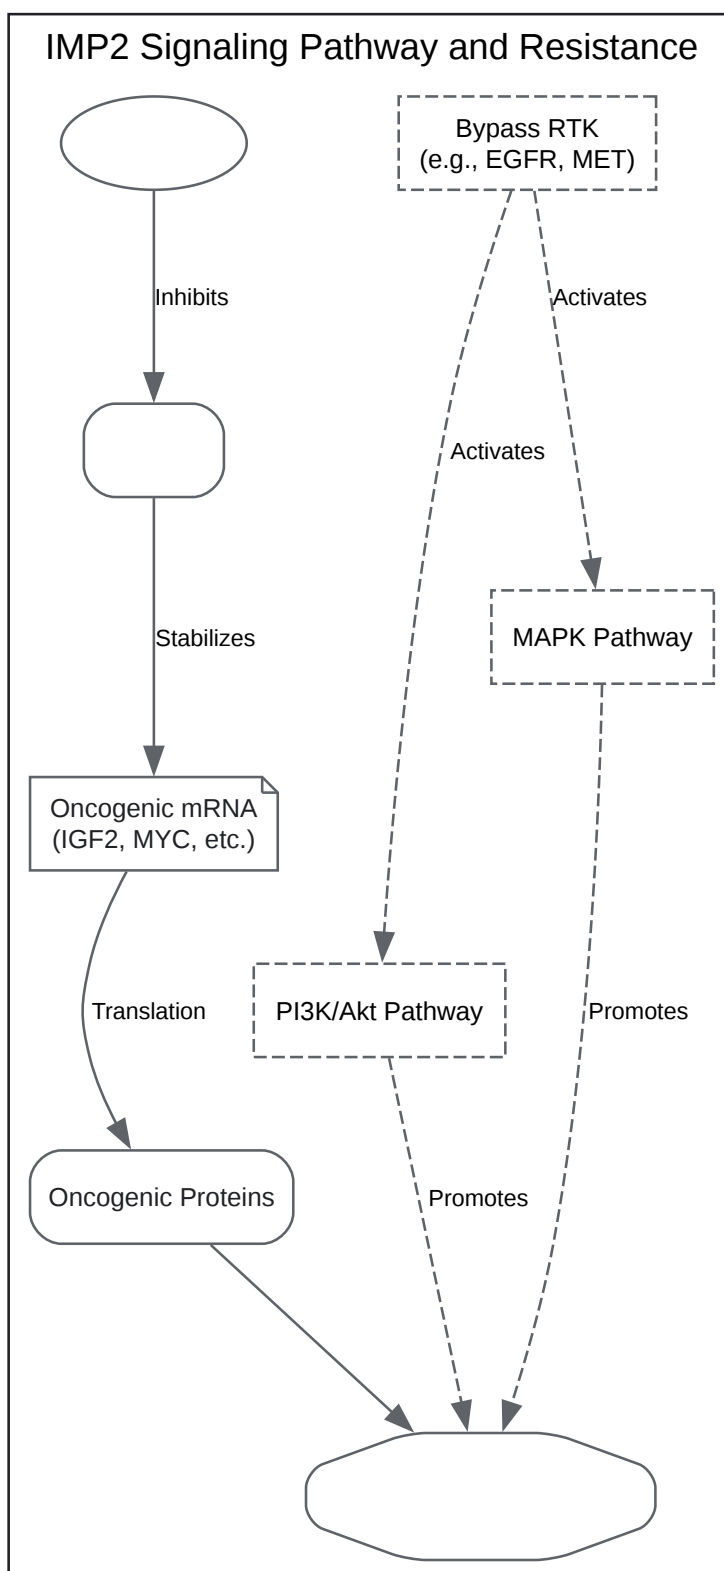 IMP2 Signaling Pathway and Resistance
Bypass RTK
(e.g., EGFR, MET)
Inhibits
Activates
Activates
Stabilizes
MAPK Pathway
Oncogenic mRNA
(IGF2, MYC, etc.)
Translation
PI3K/Akt Pathway
Promotes
Oncogenic Proteins
Promotes